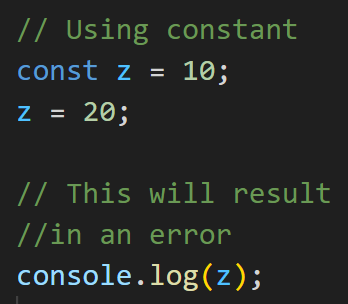 // Using constant
const z = 10;
z = 20;
// This will result
//in an error
console.log(z);